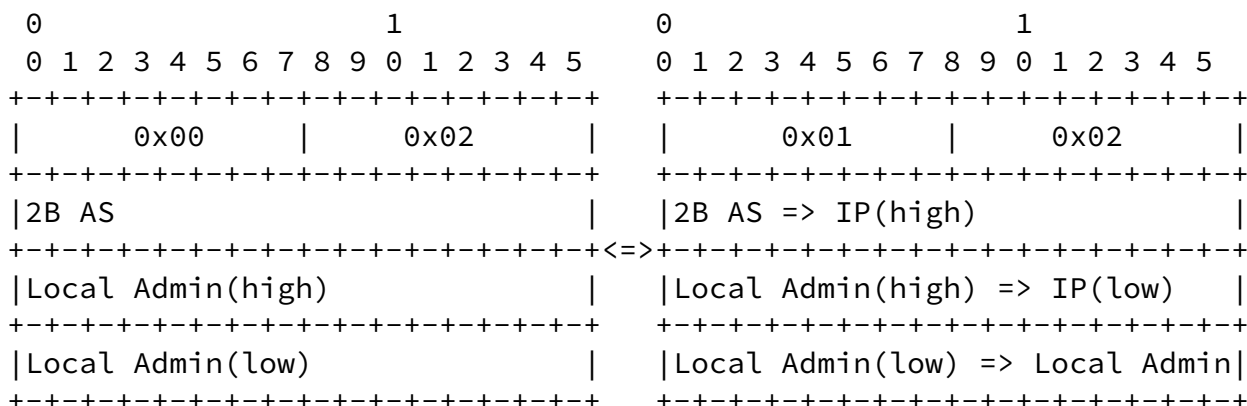 0                   1              0                   1
 0 1 2 3 4 5 6 7 8 9 0 1 2 3 4 5    0 1 2 3 4 5 6 7 8 9 0 1 2 3 4 5
+-+-+-+-+-+-+-+-+-+-+-+-+-+-+-+-+   +-+-+-+-+-+-+-+-+-+-+-+-+-+-+-+-+
|      0x00     |     0x02      |   |      0x01     |     0x02      |
+-+-+-+-+-+-+-+-+-+-+-+-+-+-+-+-+   +-+-+-+-+-+-+-+-+-+-+-+-+-+-+-+-+
|2B AS                          |   |2B AS => IP(high)              |
+-+-+-+-+-+-+-+-+-+-+-+-+-+-+-+-+<=>+-+-+-+-+-+-+-+-+-+-+-+-+-+-+-+-+
|Local Admin(high)              |   |Local Admin(high) => IP(low)   |
+-+-+-+-+-+-+-+-+-+-+-+-+-+-+-+-+   +-+-+-+-+-+-+-+-+-+-+-+-+-+-+-+-+
|Local Admin(low)               |   |Local Admin(low) => Local Admin|
+-+-+-+-+-+-+-+-+-+-+-+-+-+-+-+-+   +-+-+-+-+-+-+-+-+-+-+-+-+-+-+-+-+